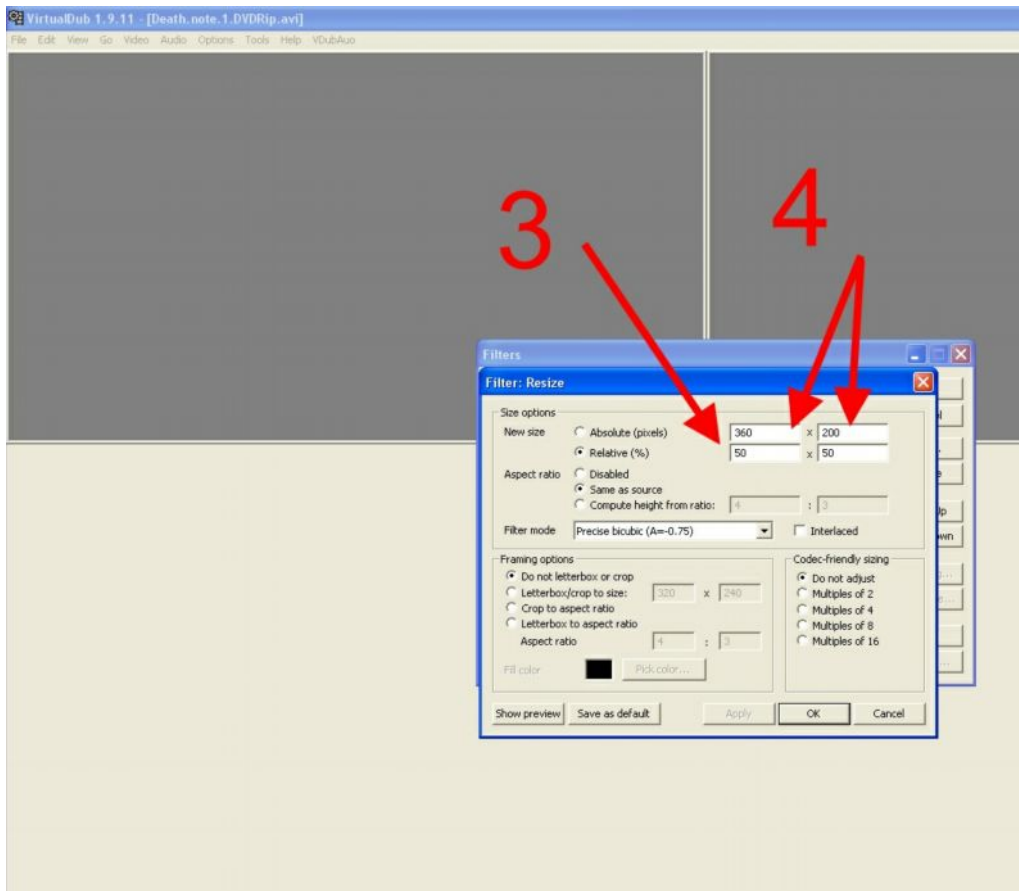 VirtualDub 1.9.11 - [Death.note.1.DVDRip.avi]
File Edit View Go Video Audio Options Tools Help VDubAuo
3 4
Filters
Filter: Resize
Size options
New size Absolute (pixels) 360 x 200
Relative (%) 50 x 50
Aspect ratio Disabled
Same as source
Compute height from ratio: 4 : 3
Filter mode Precise bicubic (A=-0.75) Interlaced
Framing options Codec-friendly sizing
Do not letterbox or crop Do not adjust
Letterbox/crop to size: 320 x 240 Multiples of 2
Crop to aspect ratio Multiples of 4
Letterbox to aspect ratio Multiples of 8
Aspect ratio 4 : 3 Multiples of 16
Fill color Pick color...
Show preview Save as default Apply OK Cancel